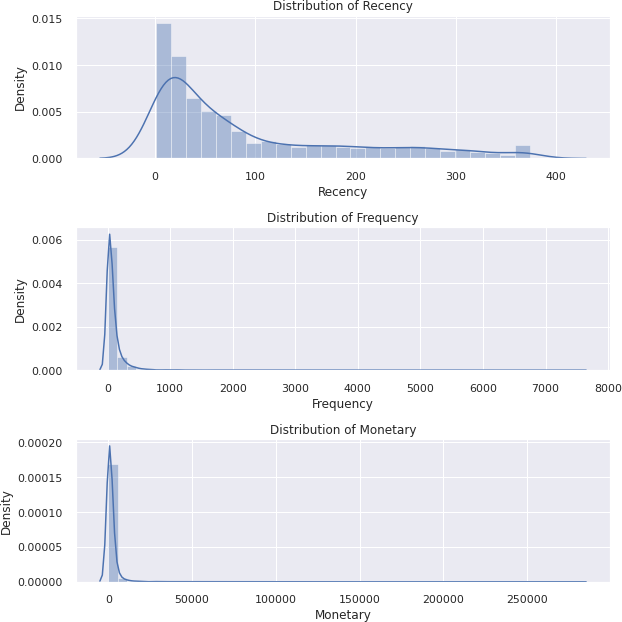 Distribution of Recency
0.015
0.010
0.005
0.000
Density
0 100 200 300 400
Recency
Distribution of Frequency
0.006
0.004
0.002
0.000
Density
0 1000 2000 3000 4000 5000 6000 7000 8000
Frequency
Distribution of Monetary
0.00020
0.00015
0.00010
0.00005
0.00000
Density
0 50000 100000 150000 200000 250000
Monetary